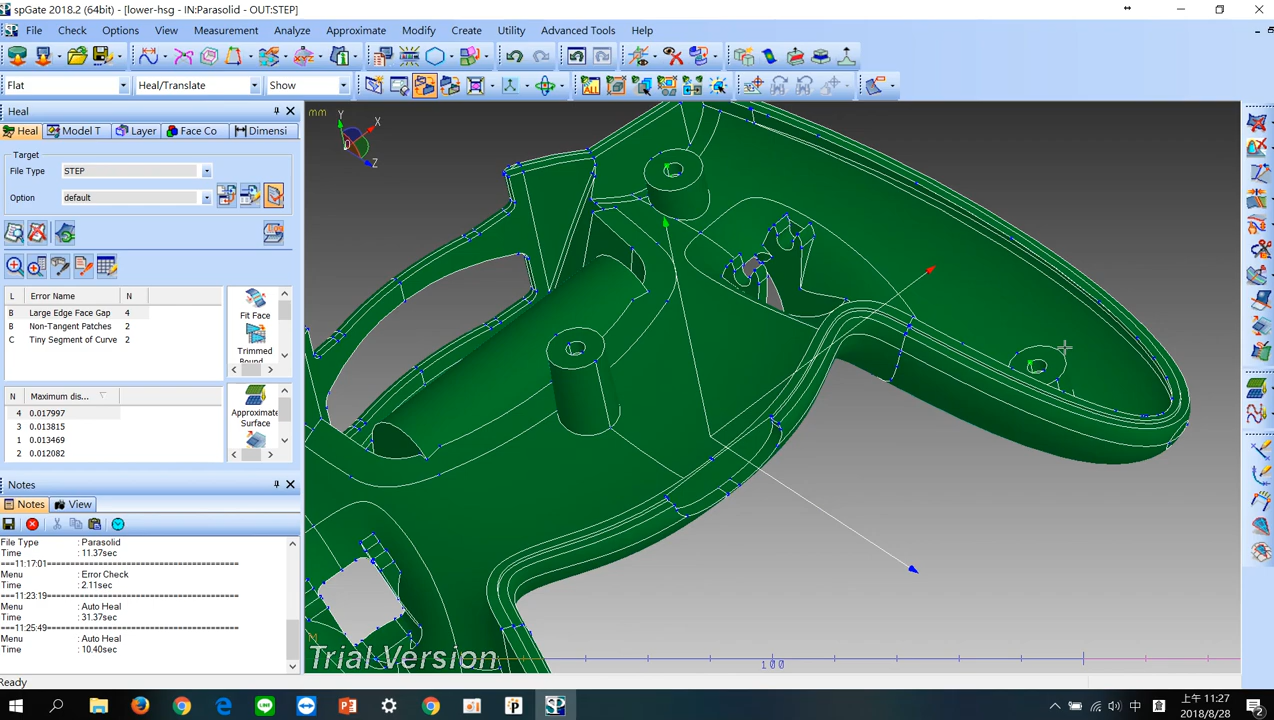 spGate 2018.2 (64bit) - [lower-hsg - IN:Parasolid - OUT:STEP]
File Check Options View Measurement Analyze Approximate Modify Create Utility Advanced Tools Help
Flat Heal/Translate Show
Heal
Heal Model T Layer Face Co Dimensi
Target
File Type STEP
Option default
L Error Name N
B Large Edge Face Gap 4
B Non-Tangent Patches 2
C Tiny Segment of Curve 2
Fit Face
Trimmed
Round
N Maximum dis...
4 0.017997
3 0.013815
1 0.013469
2 0.012082
Approximate
Surface
Notes
Notes View
File Type : Parasolid
Time : 11.37sec
===11:17:01=========================================
Menu : Error Check
Time : 2.11sec
===11:23:19=========================================
Menu : Auto Heal
Time : 31.37sec
===11:25:49=========================================
Menu : Auto Heal
Time : 10.40sec
mm
Y
X
Z
M
Trial Version
100
Ready
中
上午 11:27
2018/8/28
2